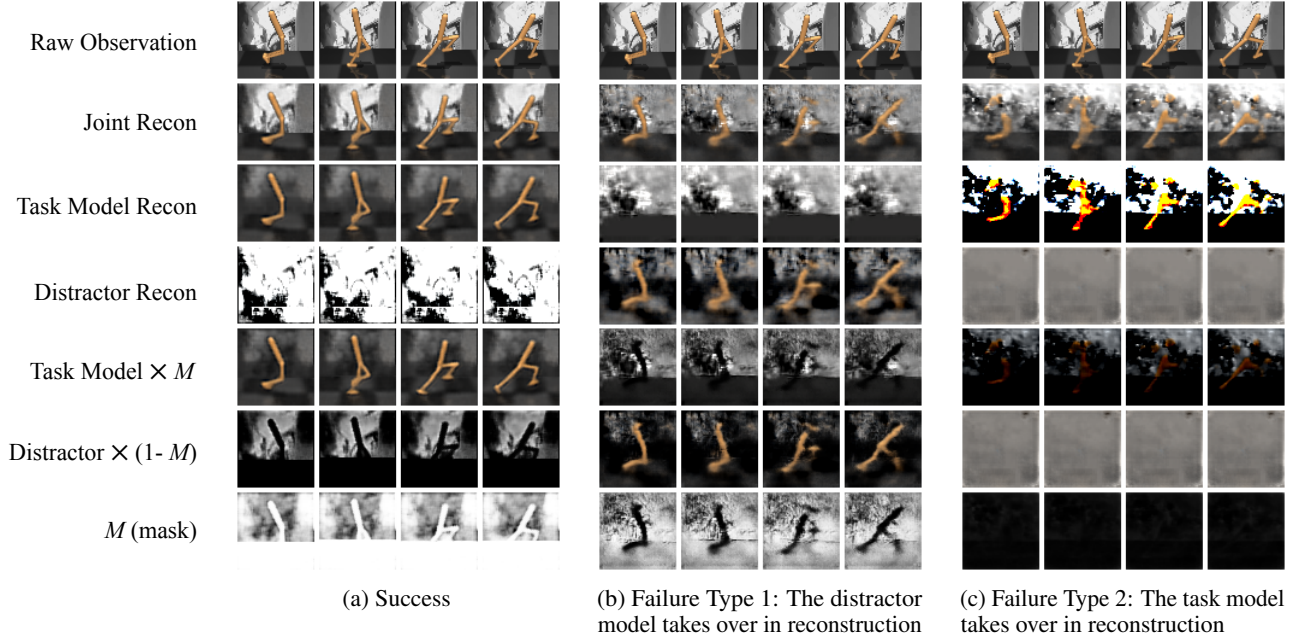 Raw Observation
Joint Recon
Task Model Recon
Distractor Recon
Task Model × M
Distractor × (1- M)
M (mask)
(a) Success
(b) Failure Type 1: The distractor
model takes over in reconstruction
(c) Failure Type 2: The task model
takes over in reconstruction